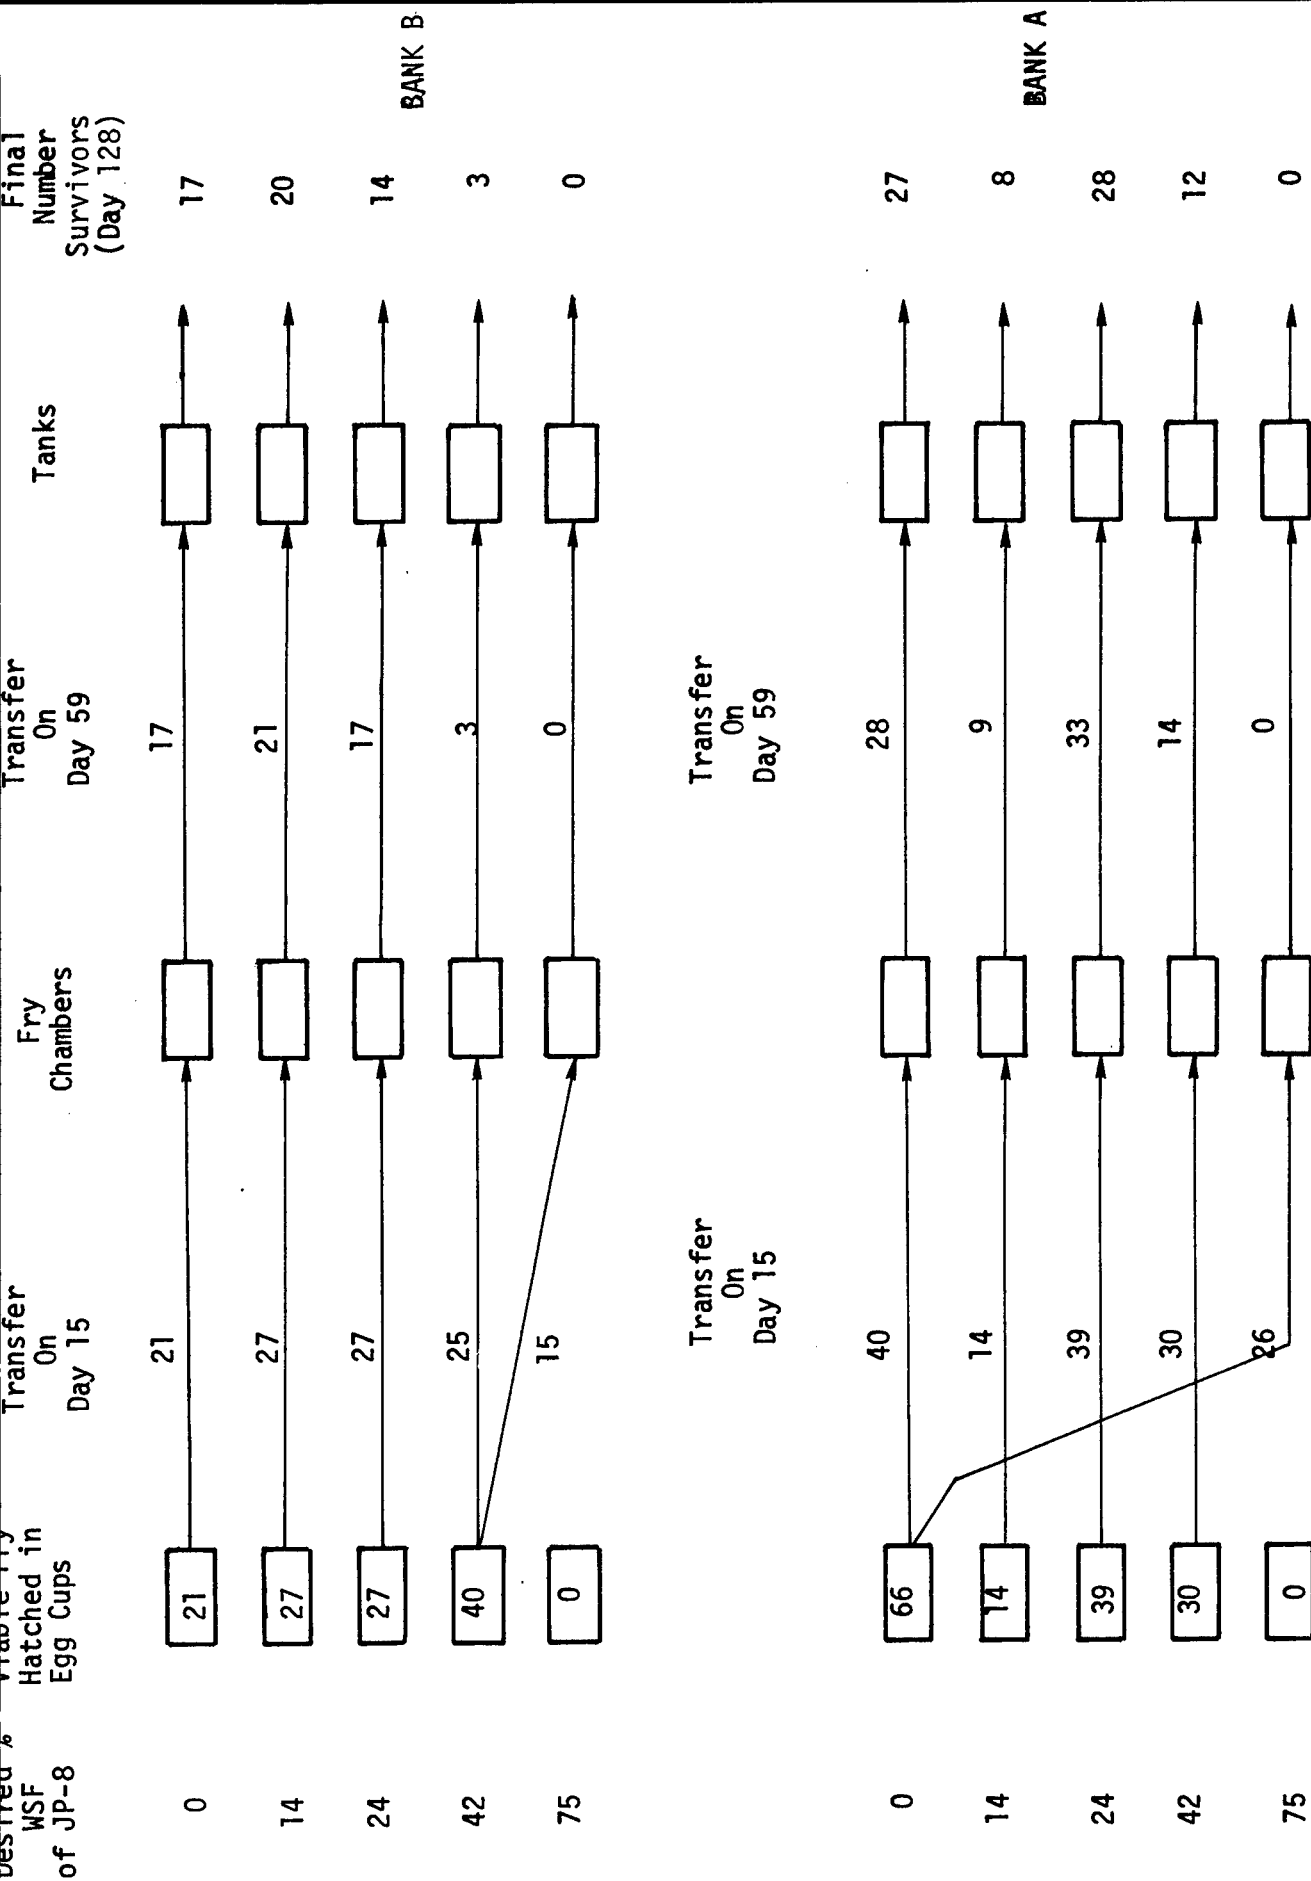 WSF
of JP-8
Hatched in
Egg Cups
Transfer
On
Day 15
Fry
Chambers
Transfer
On
Day 59
Tanks
Final
Number
Survivors
(Day 128)
0 21 21 17 17
14 27 27 21 20
24 27 27 17 14
42 40 25 3 3
75 0 15 0 0
BANK B
Transfer
On
Day 15
Transfer
On
Day 59
0 66 40 28 27
14 14 14 9 8
24 39 39 33 28
42 30 30 14 12
75 0 26 0 0
BANK A